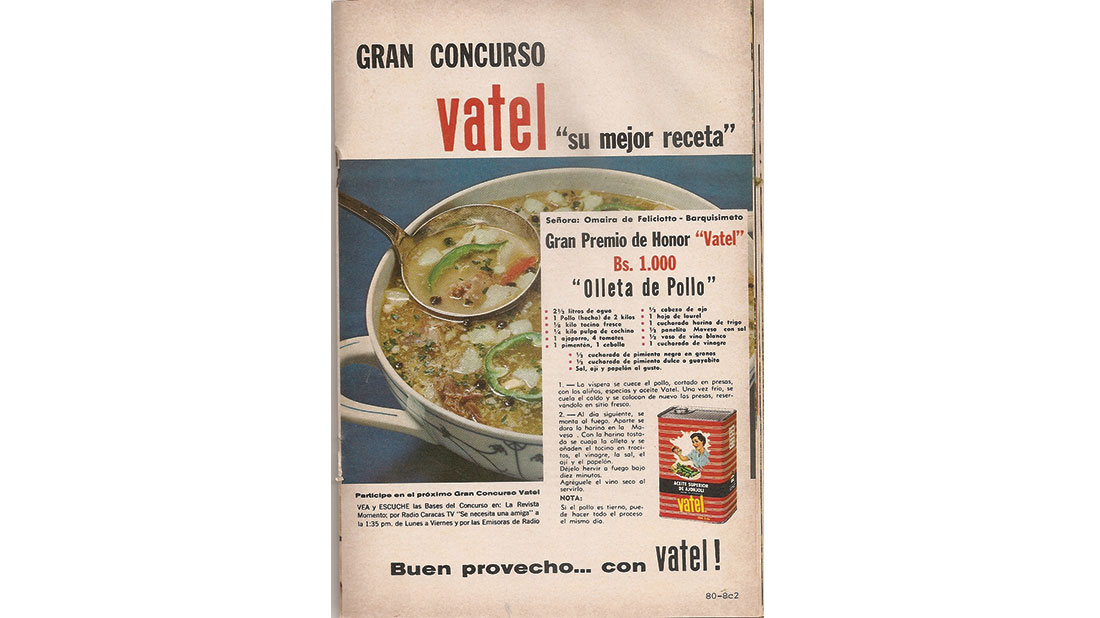 GRAN CONCURSO
vatel "su mejor receta"
Señora: Omaira de Feliciotto - Barquisimeto
Gran Premio de Honor "Vatel"
Bs. 1.000
"Olleta de Pollo"
• 2½ litros de agua
• 1 Pollo (hecho) de 2 kilos
kilo tocino fresco
• ¼ kilo pulpa de cochino
• 1 ajoporro, 4 tomates
• 1 pimentón, 1 cebolla
• ½ cabeza de ajo
• 1 hoja de laurel
• 1 cucharada harina de trigo
• ½ panelita Mavesa con sal
• ½ vaso de vino blanco
• 1 cucharada de vinagre
• ½ cucharada de pimienta negra en granos
• ½ cucharada de pimienta dulce o guayabita
• Sal, ají y papelón al gusto.
1. — La víspera se cuece el pollo, cortado en presas,
con los aliños, especias y aceite Vatel. Una vez frío, se
cuela el caldo y se colocan de nuevo las presas, reser-
vándolo en sitio fresco.
2. — Al día siguiente, se
monta al fuego. Aparte se
dora la harina en la Ma-
vesa . Con la harina tosta-
da se cuaja la olleta y se
añaden el tocino en troci-
tos, el vinagre, la sal, el
ají y el papelón.
Déjelo hervir a fuego bajo
diez minutos.
Agréguele el vino seco al
servirlo.
NOTA:
Si el pollo es tierno, pue-
de hacer todo el proceso
el mismo día.
ACEITE SUPERIOR
DE AJONJOLI
vatel
Participe en el próximo Gran Concurso Vatel
VEA y ESCUCHE las Bases del Concurso en: La Revista
Momento; por Radio Caracas TV "Se necesita una amiga" a
la 1:35 pm. de Lunes a Viernes y por las Emisoras de Radio
Buen provecho... con vatel!
80-8c2